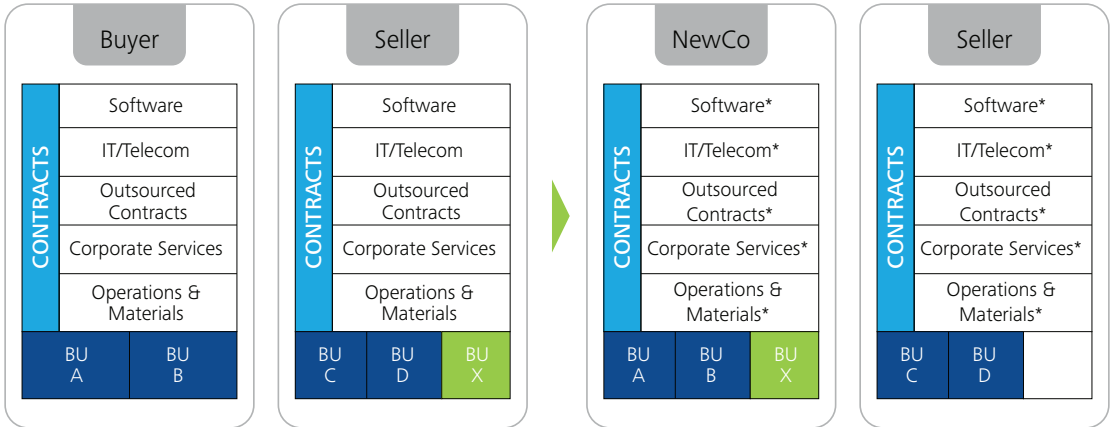 Buyer
CONTRACTS
Software
IT/Telecom
Outsourced
Contracts
Corporate Services
Operations &
Materials
BU
A
BU
B
Seller
CONTRACTS
Software
IT/Telecom
Outsourced
Contracts
Corporate Services
Operations &
Materials
BU
C
BU
D
BU
X
NewCo
CONTRACTS
Software*
IT/Telecom*
Outsourced
Contracts*
Corporate Services*
Operations &
Materials*
BU
A
BU
B
BU
X
Seller
CONTRACTS
Software*
IT/Telecom*
Outsourced
Contracts*
Corporate Services*
Operations &
Materials*
BU
C
BU
D